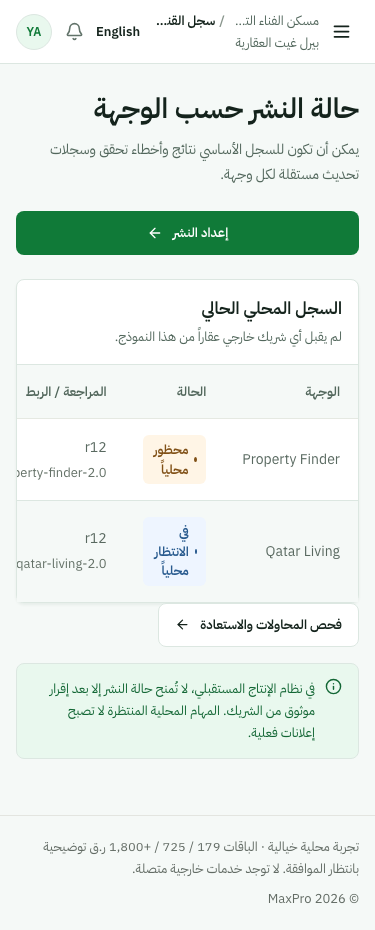 مسكن الفناء الت...
/ سجل القن...
English
YA
بيرل غيت العقارية
حالة النشر حسب الوجهة
يمكن أن تكون للسجل الأساسي نتائج وأخطاء تحقق وسجلات
تحديث مستقلة لكل وجهة.
إعداد النشر ←
السجل المحلي الحالي
لم يقبل أي شريك خارجي عقاراً من هذا النموذج.
الوجهة الحالة المراجعة / الربط
Property Finder
• محظور
محلياً
r12
perty-finder-2.0
Qatar Living
في
• الانتظار
محلياً
r12
qatar-living-2.0
فحص المحاولات والاستعادة ←
في نظام الإنتاج المستقبلي، لا تُمنح حالة النشر إلا بعد إقرار
موثوق من الشريك. المهام المحلية المنتظرة لا تصبح
إعلانات فعلية.
تجربة محلية خيالية · الباقات 179 / 725 / +1,800 ر.ق توضيحية
بانتظار الموافقة. لا توجد خدمات خارجية متصلة.
© 2026 MaxPro